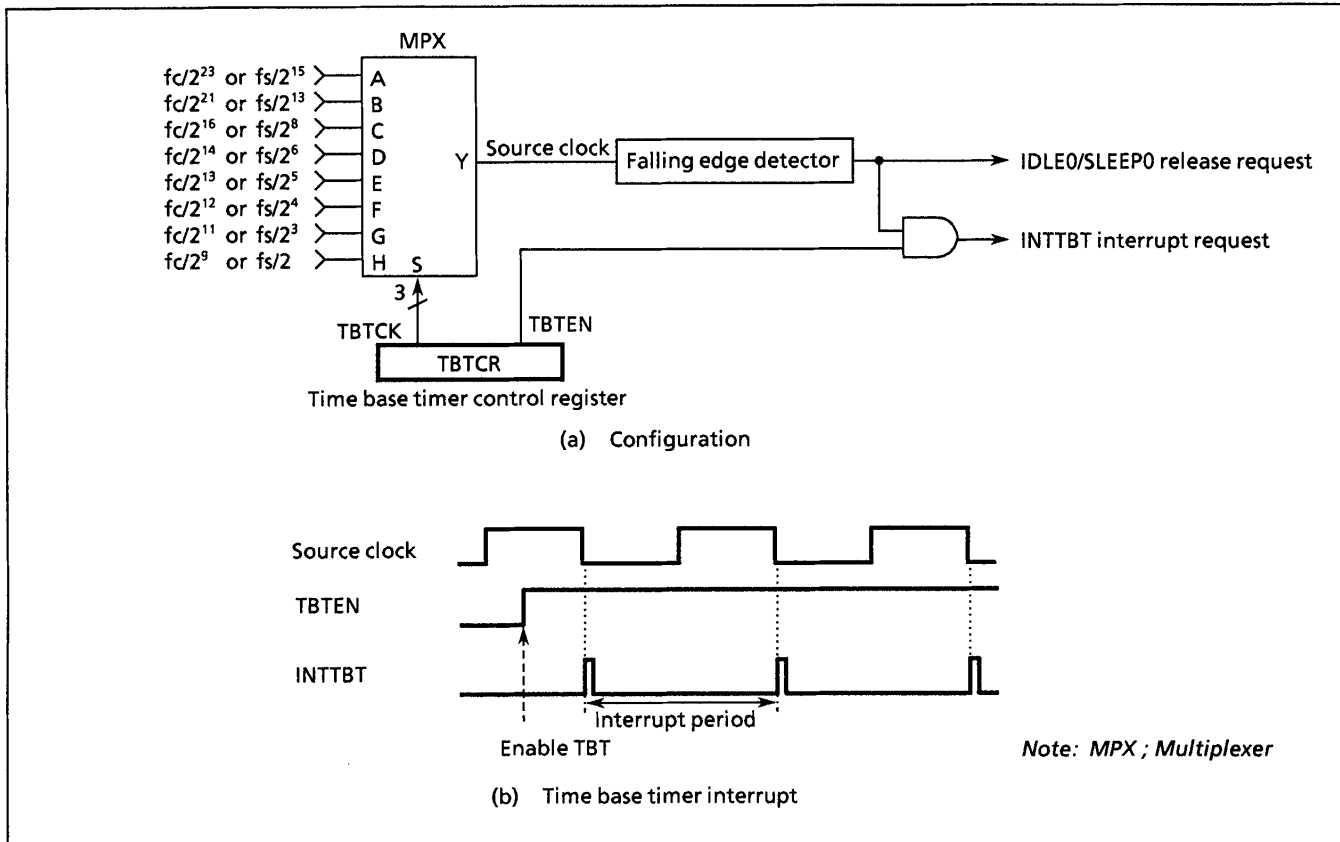 MPX
fc/2²³ or fs/2¹⁵ A
fc/2²¹ or fs/2¹³ B
fc/2¹⁶ or fs/2⁸ C
fc/2¹⁴ or fs/2⁶ D
fc/2¹³ or fs/2⁵ E
fc/2¹² or fs/2⁴ F
fc/2¹¹ or fs/2³ G
fc/2⁹ or fs/2 H
S
Y
Source clock
Falling edge detector
IDLE0/SLEEP0 release request
INTTBT interrupt request
3
TBTCK
TBTEN
TBTCR
Time base timer control register
(a) Configuration
Source clock
TBTEN
INTTBT
Interrupt period
Enable TBT
Note: MPX ; Multiplexer
(b) Time base timer interrupt